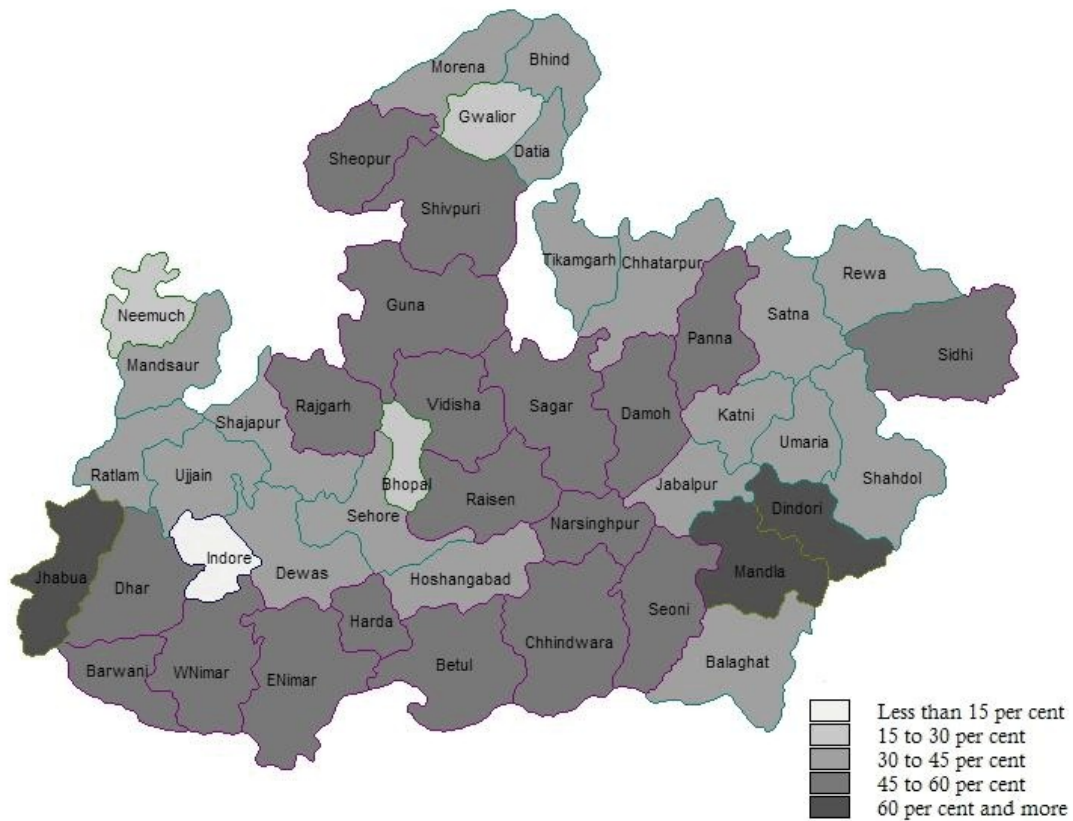 Morena
Bhind
Gwalior
Datia
Sheopur
Shivpuri
Tikamgarh
Chhatarpur
Rewa
Guna
Satna
Neemuch
Panna
Sidhi
Mandsaur
Rajgarh
Vidisha
Sagar
Damoh
Katni
Shajapur
Umaria
Ratlam
Ujjain
Bhopal
Raisen
Jabalpur
Shahdol
Sehore
Narsinghpur
Dindori
Indore
Jhabua
Dhar
Dewas
Hoshangabad
Mandla
Seoni
Harda
Chhindwara
Barwani
WNimar
ENimar
Betul
Balaghat
Less than 15 per cent
15 to 30 per cent
30 to 45 per cent
45 to 60 per cent
60 per cent and more